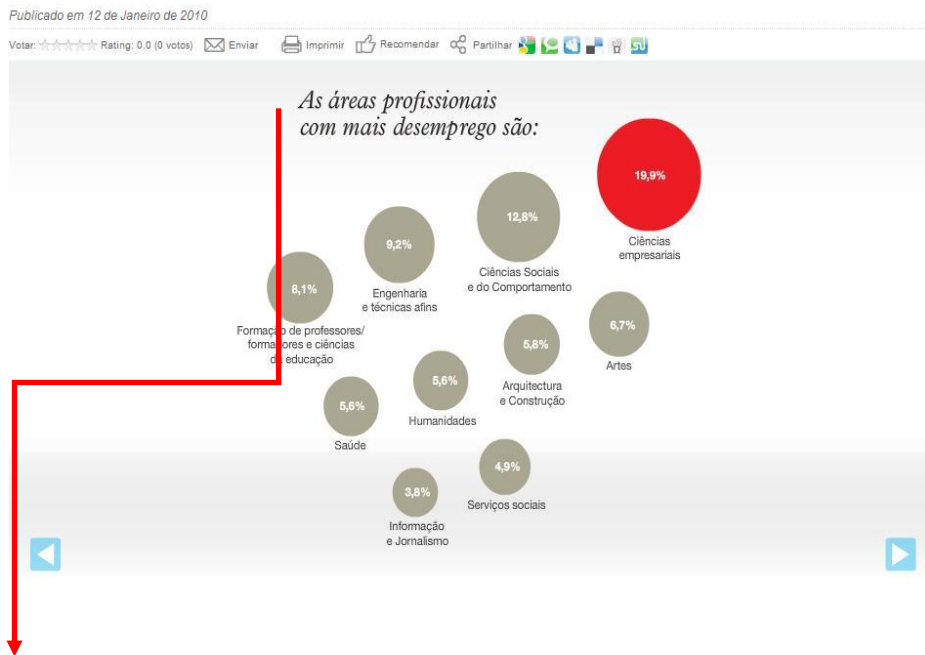 Publicado em 12 de Janeiro de 2010
Votar: Rating: 0.0 (0 votos) Enviar Imprimir Recomendar Partilhar
As áreas profissionais
com mais desemprego são:
19,9%
Ciências
empresariais
12,8%
Ciências Sociais
e do Comportamento
9,2%
Engenharia
e técnicas afins
8,1%
Formação de professores/
formadores e ciências
da educação
6,7%
Artes
5,8%
Arquitectura
e Construção
5,6%
Humanidades
5,6%
Saúde
4,9%
Serviços sociais
3,8%
Informação
e Jornalismo